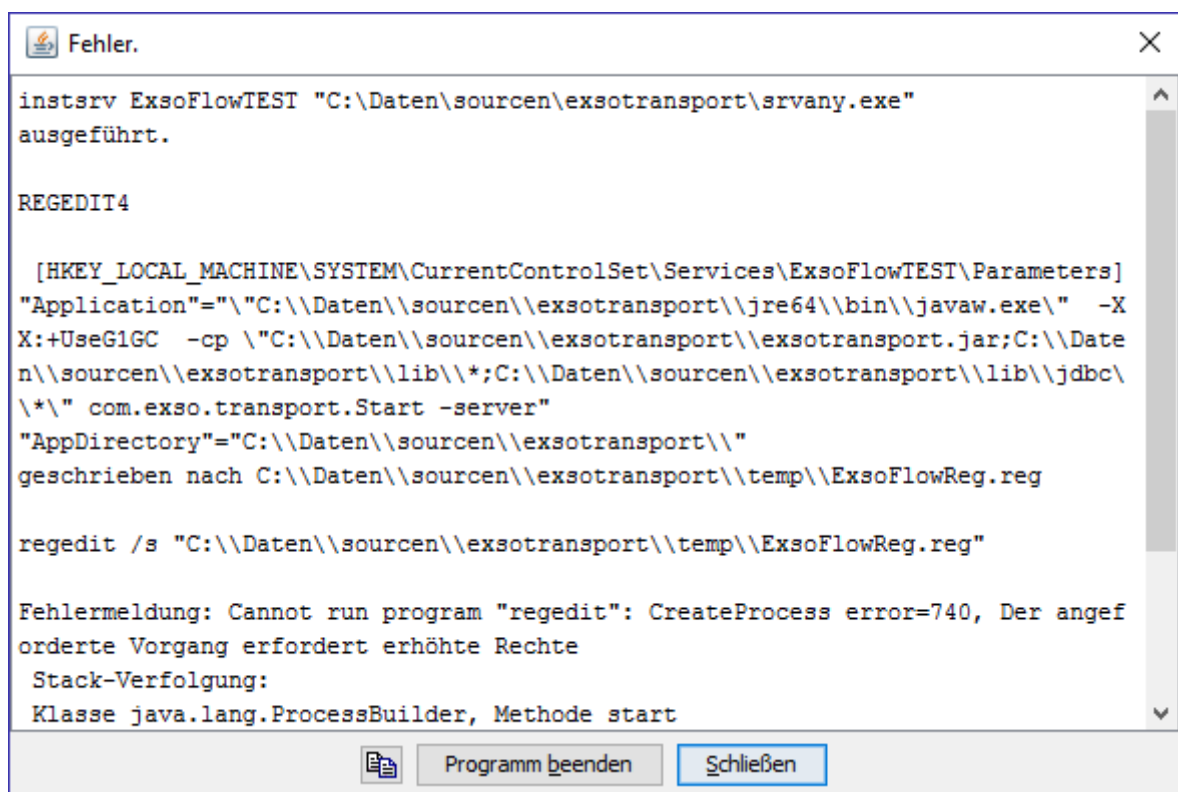 Fehler.
instsrv ExsoFlowTEST "C:\Daten\sourcen\exsotransport\srvany.exe"
ausgeführt.
REGEDIT4
[HKEY_LOCAL_MACHINE\SYSTEM\CurrentControlSet\Services\ExsoFlowTEST\Parameters]
"Application"="\"C:\\Daten\\sourcen\\exsotransport\\jre64\\bin\\javaw.exe\"  -X
X:+UseG1GC  -cp \"C:\\Daten\\sourcen\\exsotransport\\exsotransport.jar;C:\\Date
n\\sourcen\\exsotransport\\lib\\*;C:\\Daten\\sourcen\\exsotransport\\lib\\jdbc\
\*\" com.exso.transport.Start -server"
"AppDirectory"="C:\\Daten\\sourcen\\exsotransport\\"
geschrieben nach C:\\Daten\\sourcen\\exsotransport\\temp\\ExsoFlowReg.reg
regedit /s "C:\\Daten\\sourcen\\exsotransport\\temp\\ExsoFlowReg.reg"
Fehlermeldung: Cannot run program "regedit": CreateProcess error=740, Der angef
orderte Vorgang erfordert erhöhte Rechte
Stack-Verfolgung:
Klasse java.lang.ProcessBuilder, Methode start
Programm beenden
Schließen